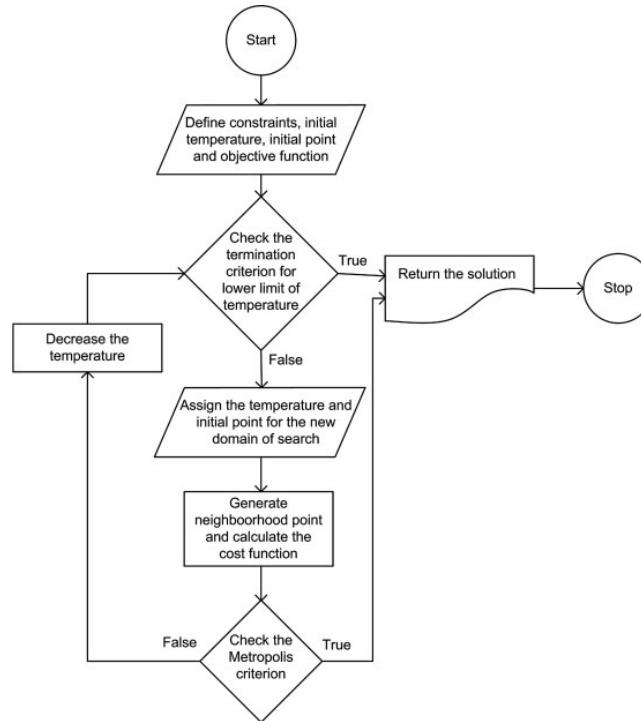 Start
Define constraints, initial
temperature, initial point
and objective function
Check the
termination
criterion for
lower limit of
temperature
True
Return the solution
Stop
Decrease the
temperature
False
Assign the temperature and
initial point for the new
domain of search
Generate
neighboorhood point
and calculate the
cost function
False
Check the
Metropolis
criterion
True